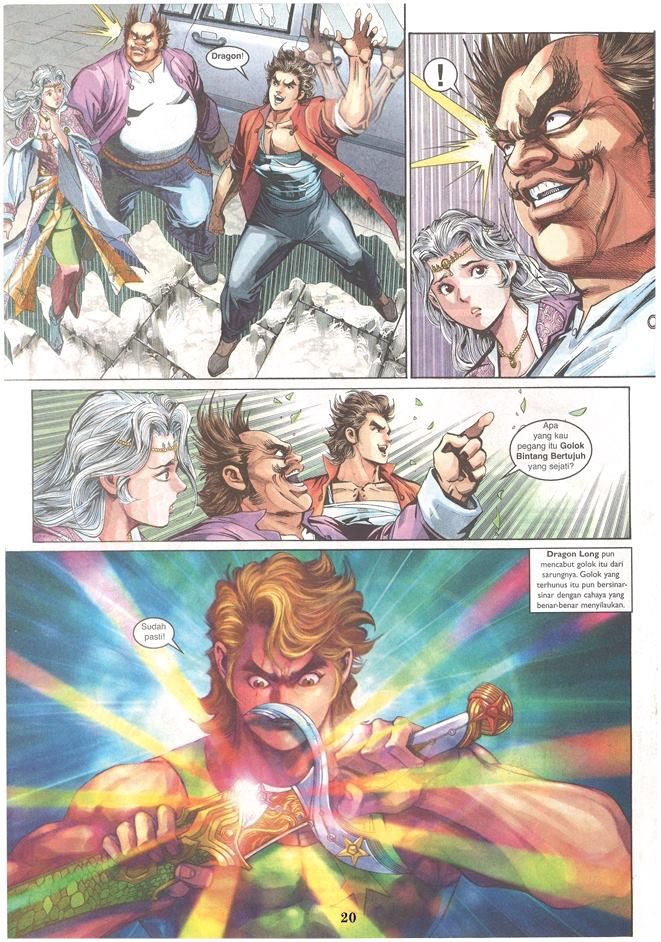 Dragon!
!
Apa
yang kau
pegang itu Golok
Bintang Bertujuh
yang sejati?
Dragon Long pun
mencabut golok itu dari
sarungnya. Golok yang
terhunus itu pun bersinar-
sinar dengan cahaya yang
benar-benar menyilaukan.
Sudah
pasti!
20